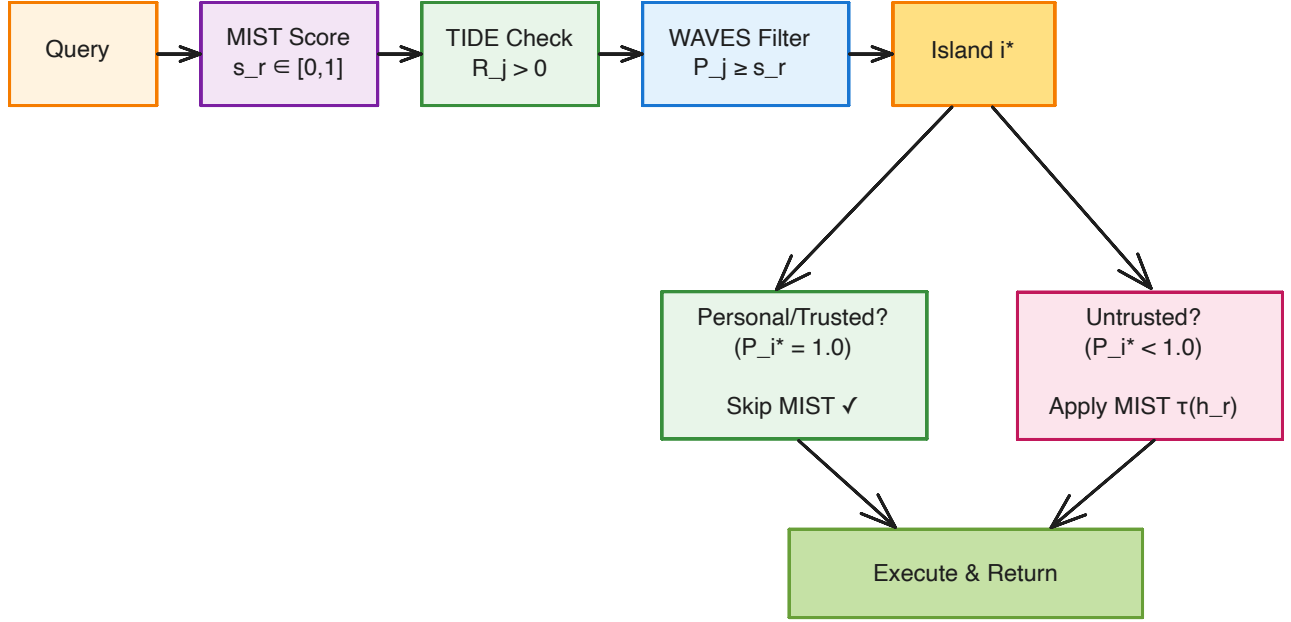 Query
MIST Score
s_r ∈ [0,1]
TIDE Check
R_j > 0
WAVES Filter
P_j ≥ s_r
Island i*
Personal/Trusted?
(P_i* = 1.0)
Skip MIST ✓
Untrusted?
(P_i* < 1.0)
Apply MIST τ(h_r)
Execute & Return